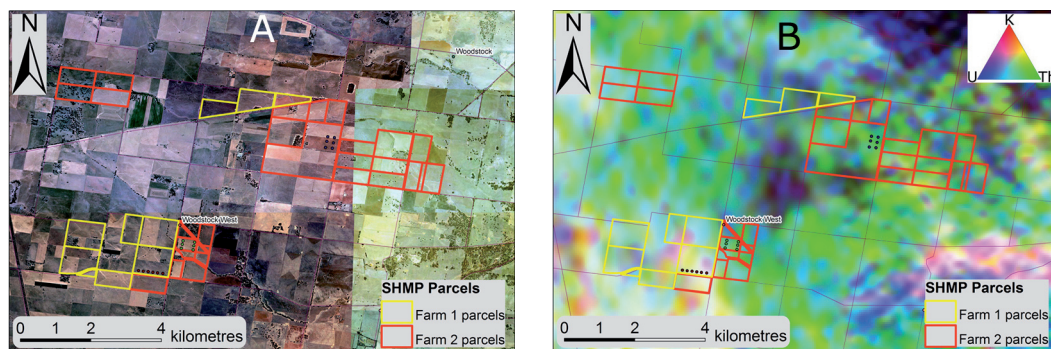 N
A
Woodstock
Woodstock West
SHMP Parcels
Farm 1 parcels
Farm 2 parcels
0 1 2 4
kilometres
N
B
K
U Th
Woodstock West
SHMP Parcels
Farm 1 parcels
Farm 2 parcels
0 1 2 4
kilometres